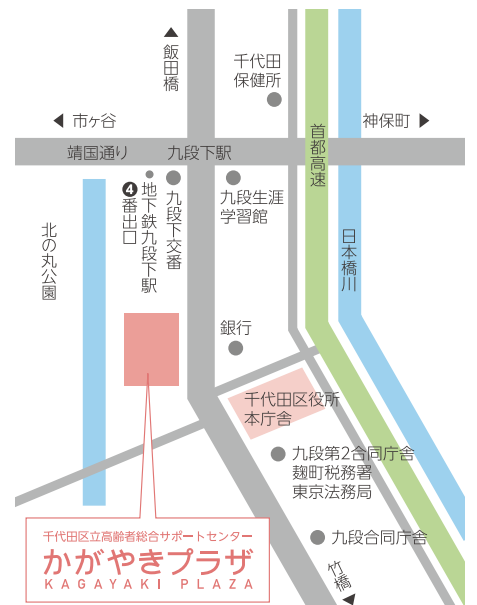 ▲
飯田橋
千代田
保健所
◀ 市ヶ谷
神保町 ▶
首都高速
靖国通り
九段下駅
❹番出口
地下鉄九段下駅
九段下交番
九段生涯
学習館
北の丸公園
日本橋川
銀行
千代田区役所
本庁舎
九段第2合同庁舎
麹町税務署
東京法務局
九段合同庁舎
竹橋
▼
千代田区立高齢者総合サポートセンター
かがやきプラザ
KAGAYAKI PLAZA